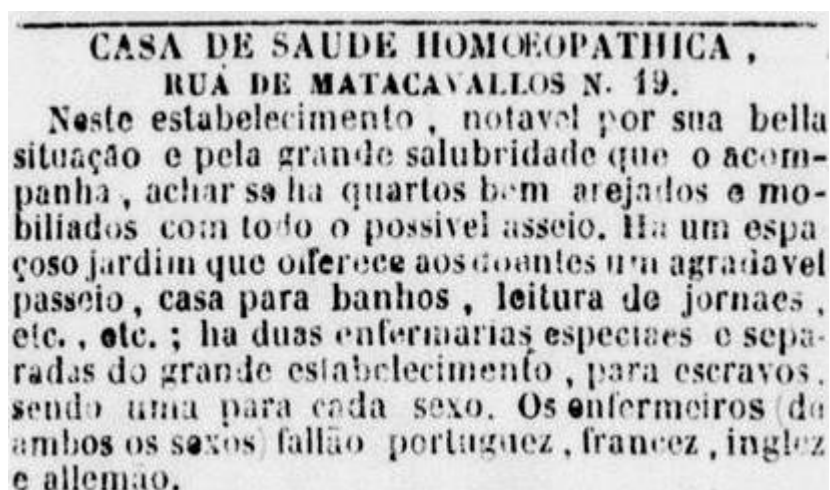 CASA DE SAUDE HOMOEOPATHICA,
RUA DE MATACAVALLOS N. 19.
Neste estabelecimento, notavel por sua bella
situação e pela grande salubridade que o acom-
panha, achar se ha quartos bem arejados e mo-
biliados com todo o possivel asseio. Ha um espa
çoso jardim que offerece aos doentes um agradavel
passeio, casa para banhos, leitura de jornaes,
etc., etc.; ha duas enfermarias especiaes e sepa-
radas do grande estabelecimento, para escravos,
sendo uma para cada sexo. Os enfermeiros (de
ambos os sexos) fallão portuguez, francez, inglez
e allemão.